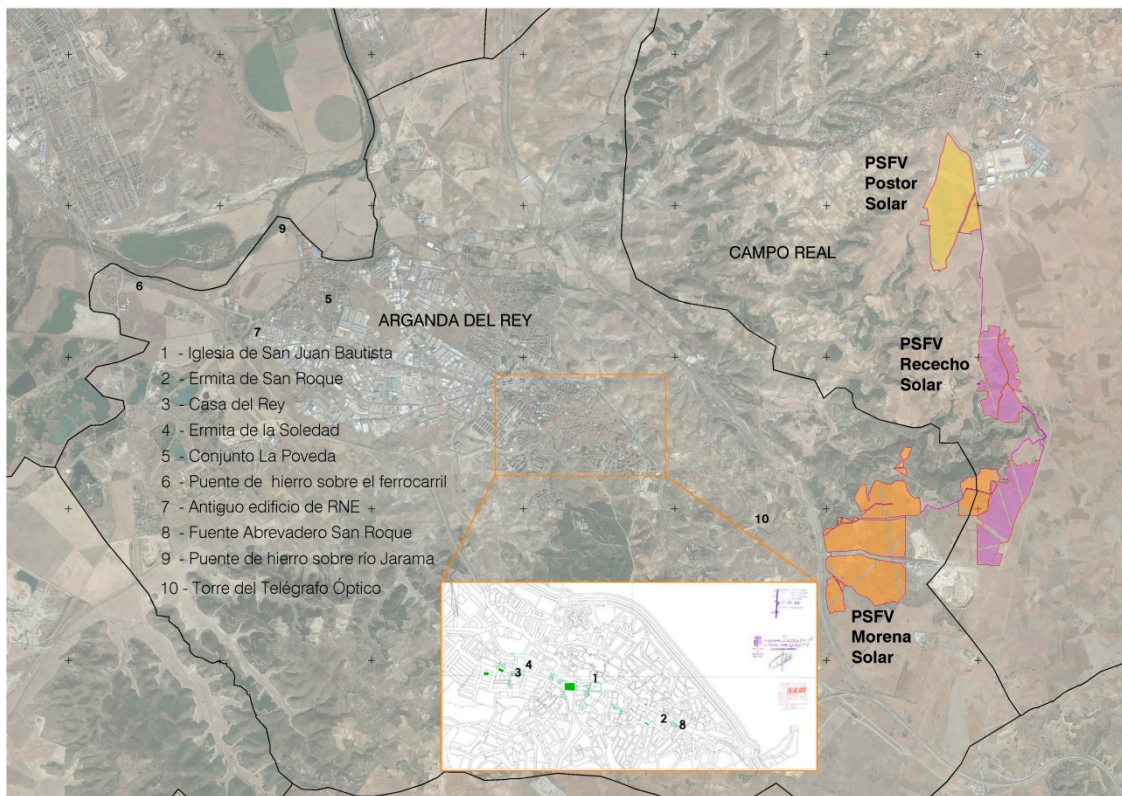 PSFV
Postor
Solar
CAMPO REAL
9
6
5
7
ARGANDA DEL REY
1 - Iglesia de San Juan Bautista
2 - Ermita de San Roque
3 - Casa del Rey
4 - Ermita de la Soledad
5 - Conjunto La Poveda
6 - Puente de hierro sobre el ferrocarril
7 - Antiguo edificio de RNE
8 - Fuente Abrevadero San Roque
9 - Puente de hierro sobre río Jarama
10 - Torre del Telégrafo Óptico
PSFV
Rececho
Solar
10
PSFV
Morena
Solar
4
3
1
2
8